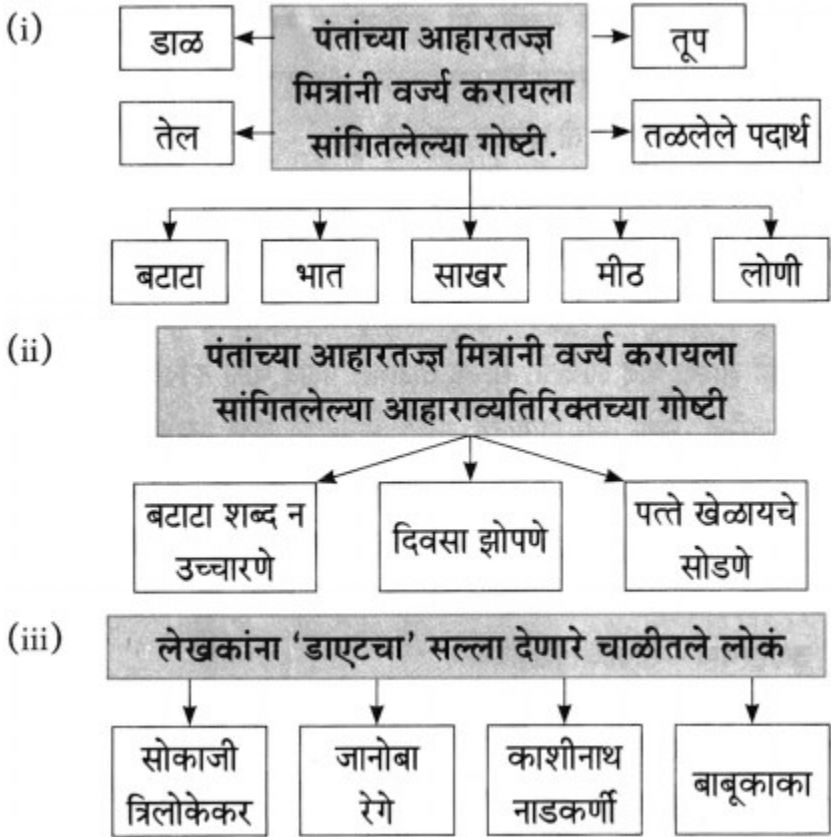 (i)
डाळ
पंतांच्या आहारतज्ज्ञ
मित्रांनी वर्ज्य करायला
सांगितलेल्या गोष्टी.
तूप
तेल
तळलेले पदार्थ
बटाटा
भात
साखर
मीठ
लोणी
(ii)
पंतांच्या आहारतज्ज्ञ मित्रांनी वर्ज्य करायला
सांगितलेल्या आहाराव्यतिरिक्तच्या गोष्टी
बटाटा शब्द न
उच्चारणे
दिवसा झोपणे
पत्ते खेळायचे
सोडणे
(iii)
लेखकांना ‘डाएटचा’ सल्ला देणारे चाळीतले लोकं
सोकाजी
त्रिलोकेकर
जानोबा
रेगे
काशीनाथ
नाडकर्णी
बाबूकाका